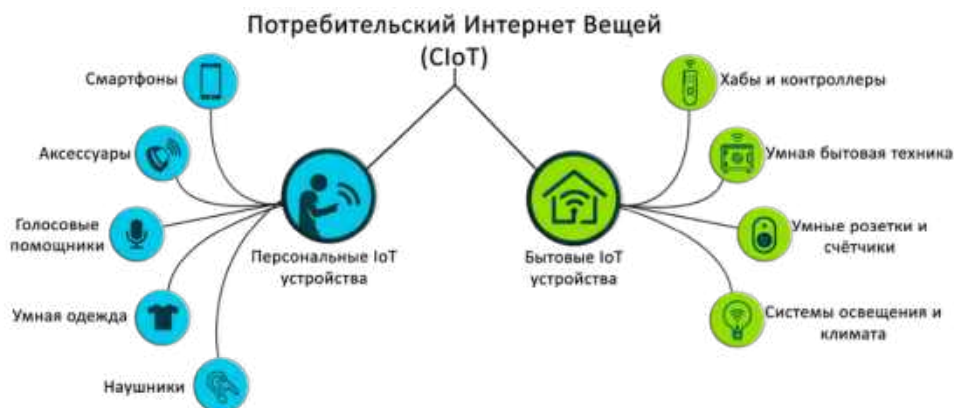 Потребительский Интернет Вещей
(CIoT)
Смартфоны
Аксессуары
Голосовые
помощники
Умная одежда
Наушники
Персональные IoT
устройства
Бытовые IoT
устройства
Хабы и контроллеры
Умная бытовая техника
Умные розетки и
счётчики
Системы освещения и
климата